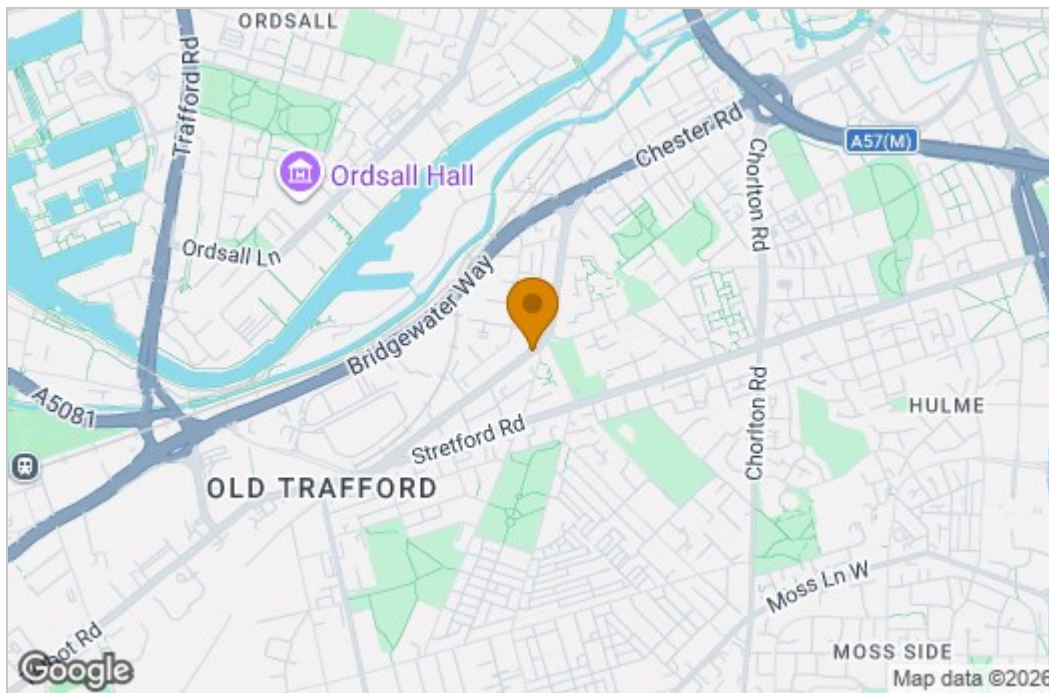 ORDSALL
Trafford Rd
Chester Rd
A57(M)
Ordsall Hall
Chorlton Rd
Ordsall Ln
Bridgewater Way
A5081
Chorlton Rd
HULME
Stretford Rd
OLD TRAFFORD
Moss Ln W
MOSS SIDE
Google
Map data ©2026